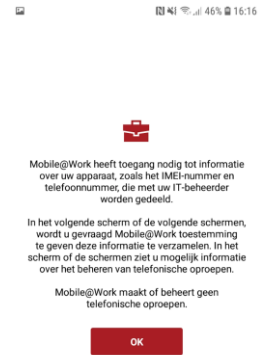 46% 16:16
Mobile@Work heeft toegang nodig tot informatie
over uw apparaat, zoals het IMEI-nummer en
telefoonnummer, die met uw IT-beheerder
worden gedeeld.
In het volgende scherm of de volgende schermen,
wordt u gevraagd Mobile@Work toestemming
te geven deze informatie te verzamelen. In het
scherm of de schermen ziet u mogelijk informatie
over het beheren van telefonische oproepen.
Mobile@Work maakt of beheert geen
telefonische oproepen.
OK